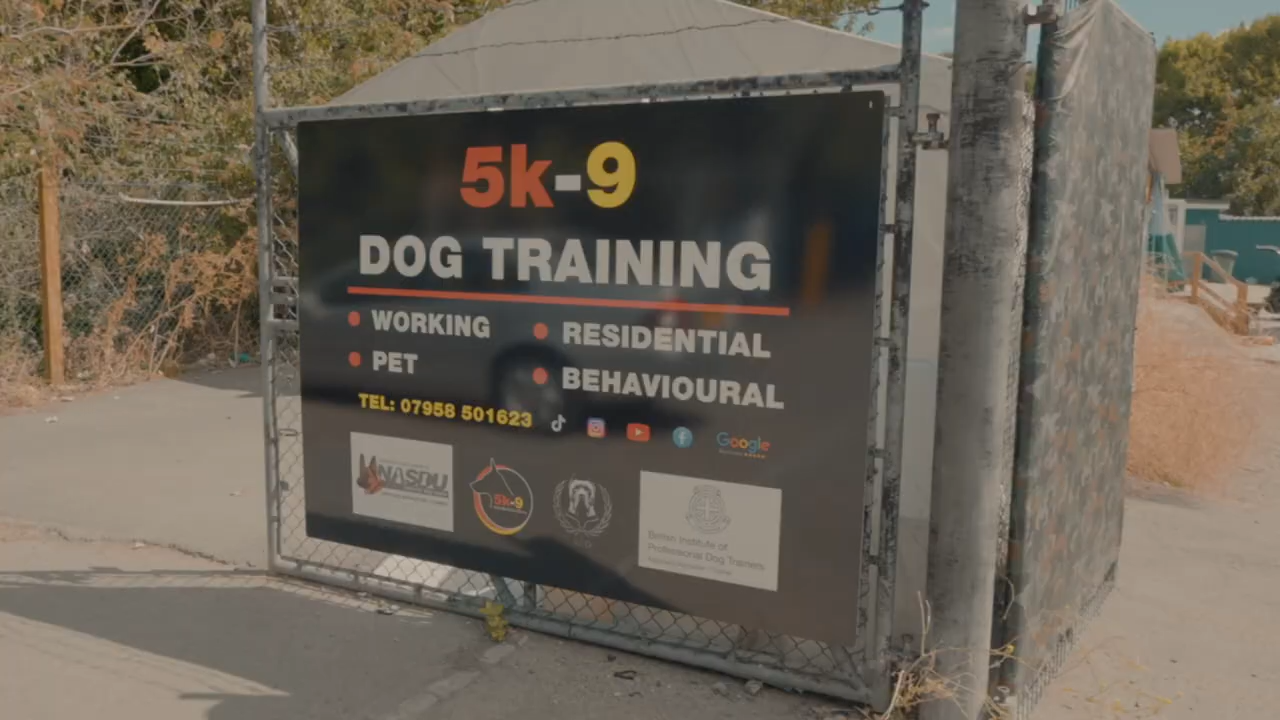 5k-9
DOG TRAINING
WORKING
RESIDENTIAL
PET
BEHAVIOURAL
TEL: 07958 501623
Google
NASDU
5k-9
British Institute of
Professional Dog Trainers